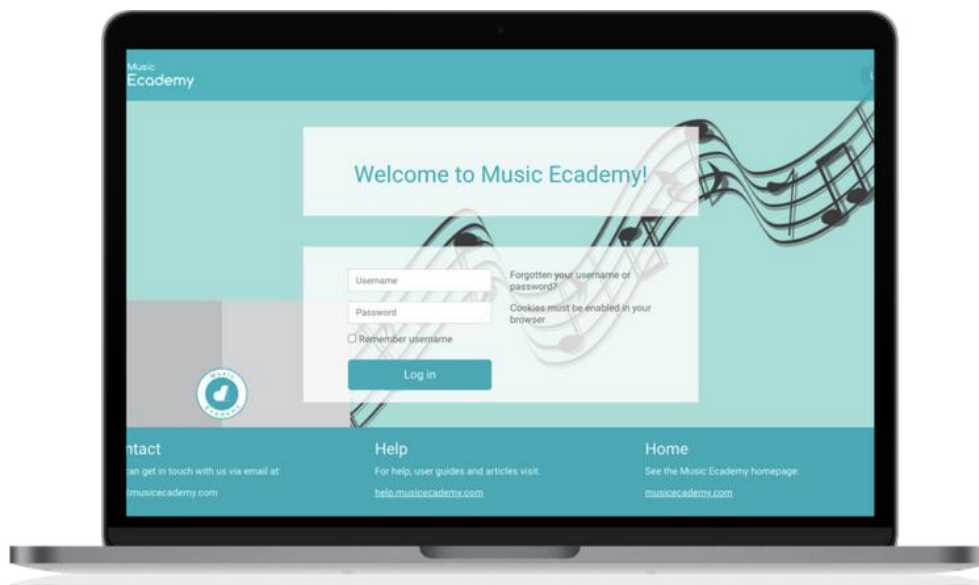 Music
Ecademy
L
Welcome to Music Ecademy!
Username
Forgotten your username or
password?
Password
Cookies must be enabled in your
browser
Remember username
Log in
Music
Ecademy
ntact
can get in touch with us via email at:
musicecademy.com
Help
For help, user guides and articles visit:
help.musicecademy.com
Home
See the Music Ecademy homepage:
musicecademy.com